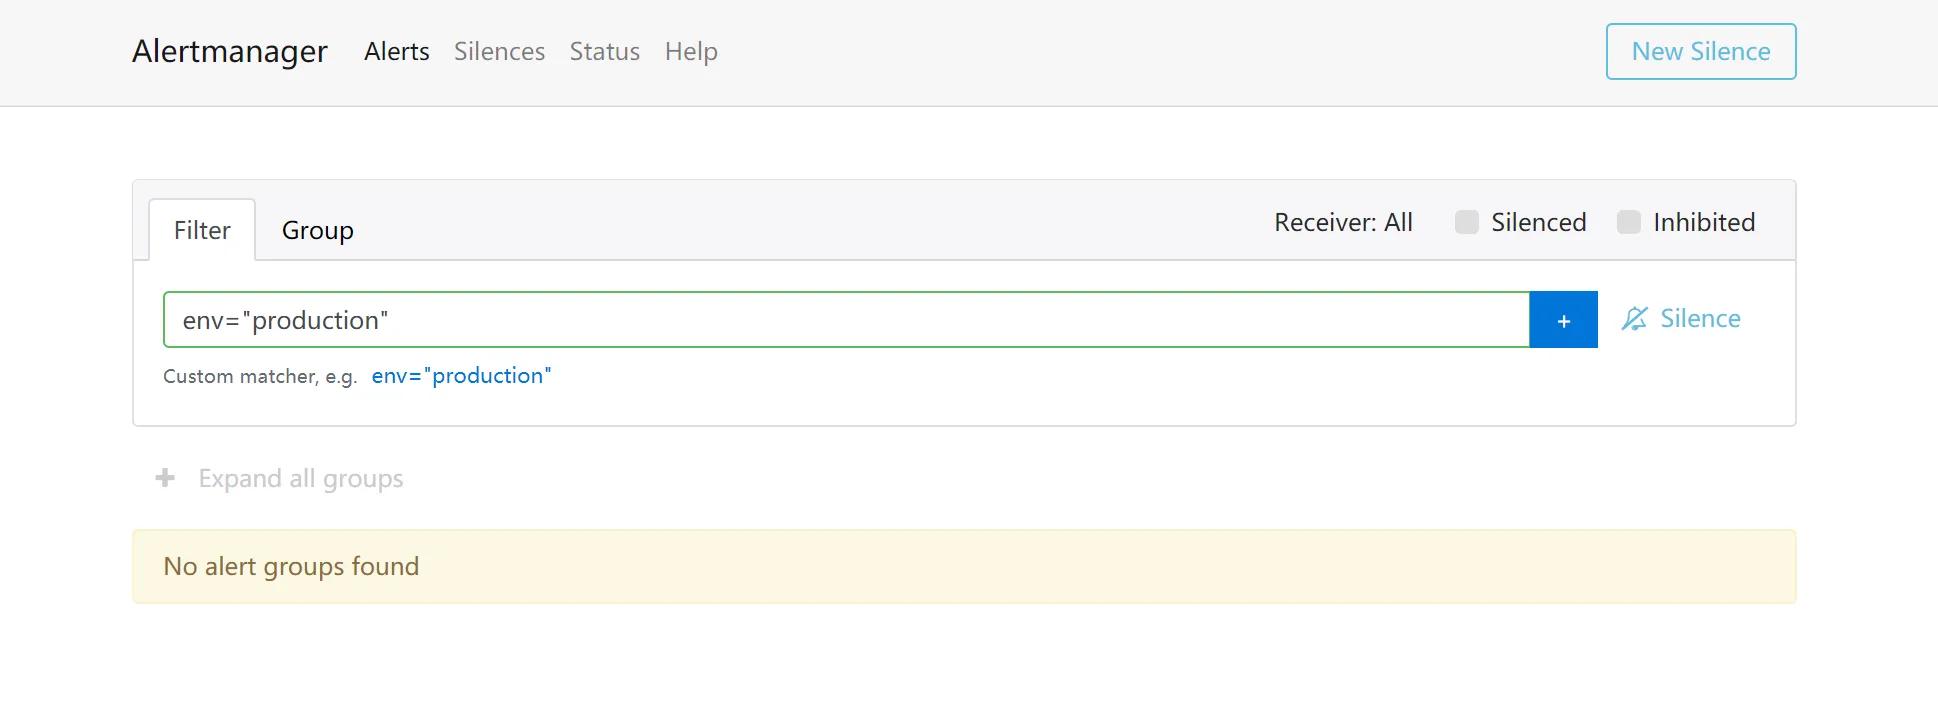 Alertmanager Alerts Silences Status Help New Silence
Filter Group Receiver: All Silenced Inhibited
env="production" + Silence
Custom matcher, e.g. env="production"
+ Expand all groups
No alert groups found